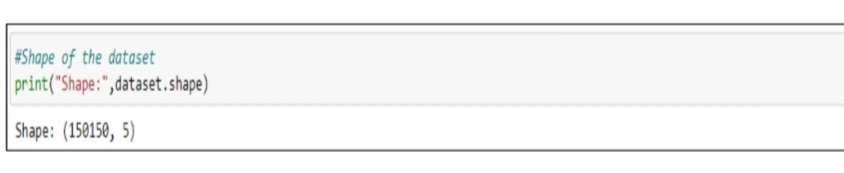 #Shape of the dataset
print("Shape:",dataset.shape)
Shape: (150150, 5)